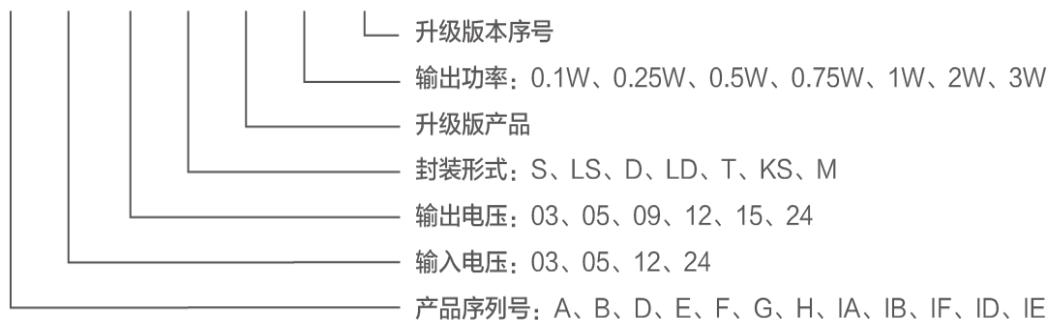 升级版本序号
输出功率：0.1W、0.25W、0.5W、0.75W、1W、2W、3W
升级版产品
封装形式：S、LS、D、LD、T、KS、M
输出电压：03、05、09、12、15、24
输入电压：03、05、12、24
产品序列号：A、B、D、E、F、G、H、IA、IB、IF、ID、IE